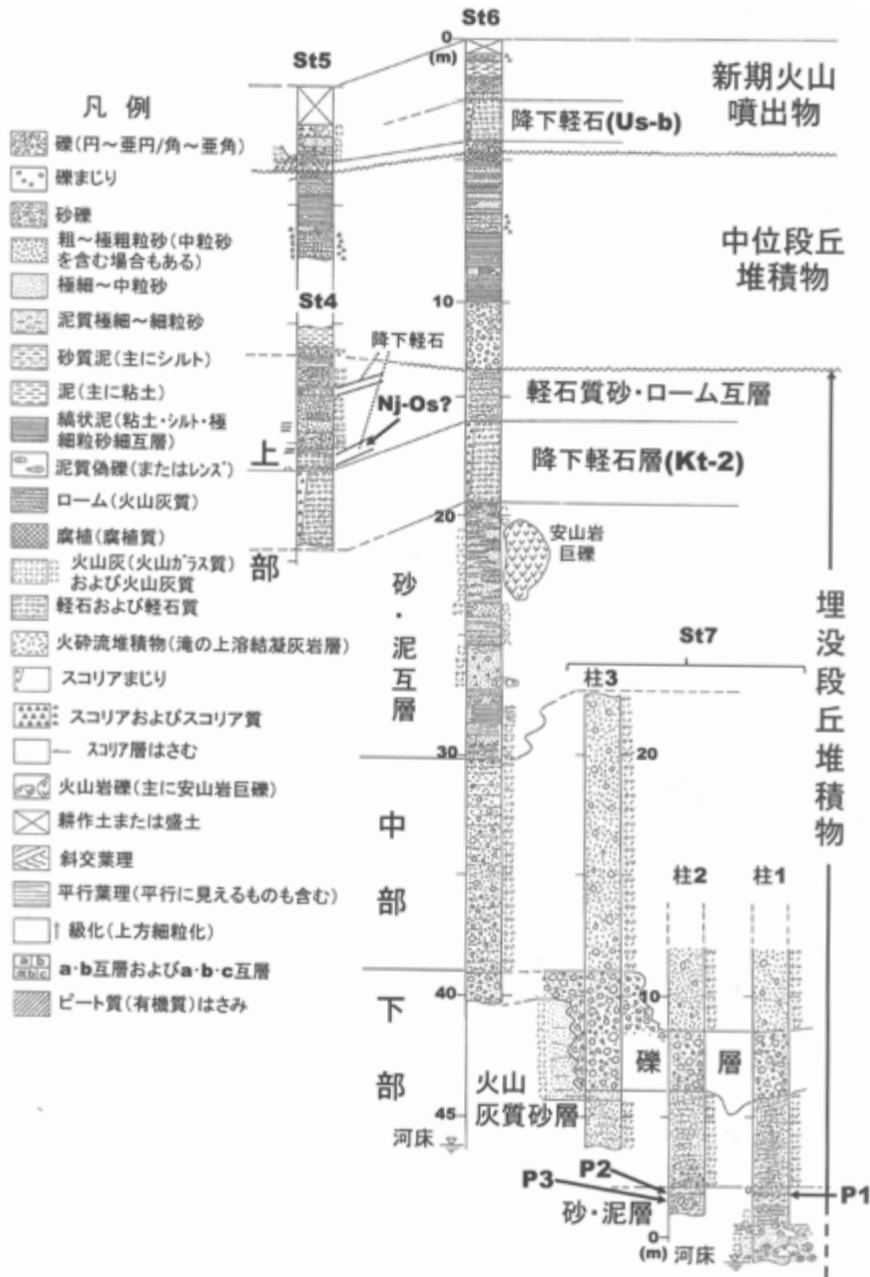 St6
0
(m)
St5
新期火山
噴出物
降下軽石(Us-b)
中位段丘
堆積物
10
St4
降下軽石
Nj-Os?
軽石質砂・ローム互層
降下軽石層(Kt-2)
20
安山岩
巨礫
上
部
砂・泥互層
30
中
部
40
下
部
火山
灰質砂層
45
河床
St7
柱3
20
柱2
柱1
10
礫
層
P2
P3
P1
砂・泥層
0
(m)
河床
埋没段丘堆積物
凡 例
礫(円～亜円/角～亜角)
礫まじり
砂礫
粗～極粗粒砂(中粒砂
を含む場合もある)
極細～中粒砂
泥質極細～細粒砂
砂質泥(主にシルト)
泥(主に粘土)
縞状泥(粘土・シルト・極
細粒砂細互層)
泥質偽礫(またはレンズ)
ローム(火山灰質)
腐植(腐植質)
火山灰(火山ガラス質)
および火山灰質
軽石および軽石質
火砕流堆積物(滝の上溶結凝灰岩層)
スコリアまじり
スコリアおよびスコリア質
スコリア層はさむ
火山岩礫(主に安山岩巨礫)
耕作土または盛土
斜交葉理
平行葉理(平行に見えるものも含む)
級化(上方細粒化)
a b
a b c
a・b互層およびa・b・c互層
ピート質(有機質)はさみ